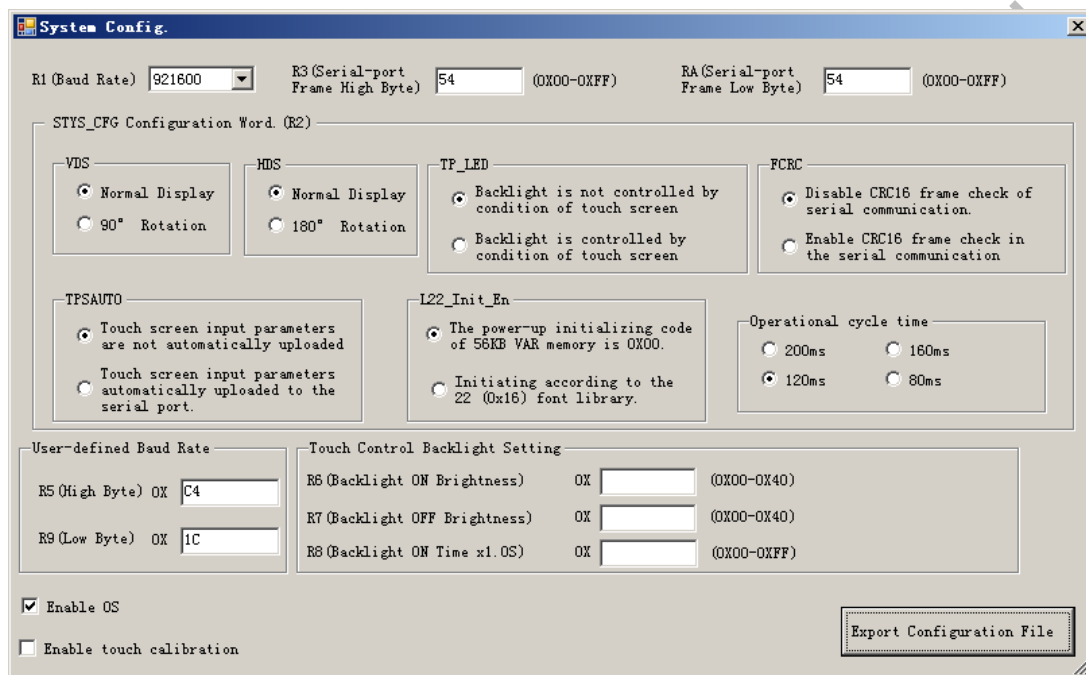 System Config.
R1(Baud Rate) 921600
R3(Serial-port
Frame High Byte) 54 (0X00-0XFF)
RA(Serial-port
Frame Low Byte) 54 (0X00-0XFF)
STYS_CFG Configuration Word.(R2)
VDS
Normal Display
90° Rotation
HDS
Normal Display
180° Rotation
TP_LED
Backlight is not controlled by
condition of touch screen
Backlight is controlled by
condition of touch screen
FCRC
Disable CRC16 frame check of
serial communication.
Enable CRC16 frame check in
the serial communication
TPSAUTO
Touch screen input parameters
are not automatically uploaded
Touch screen input parameters
automatically uploaded to the
serial port.
L22_Init_En
The power-up initializing code
of 56KB VAR memory is 0X00.
Initiating according to the
22 (0x16) font library.
Operational cycle time
200ms 160ms
120ms 80ms
User-defined Baud Rate
R5(High Byte) 0X C4
R9(Low Byte) 0X 1C
Touch Control Backlight Setting
R6(Backlight ON Brightness) 0X (0X00-0X40)
R7(Backlight OFF Brightness) 0X (0X00-0X40)
R8(Backlight ON Time x1.0S) 0X (0X00-0XFF)
Enable OS
Enable touch calibration
Export Configuration File